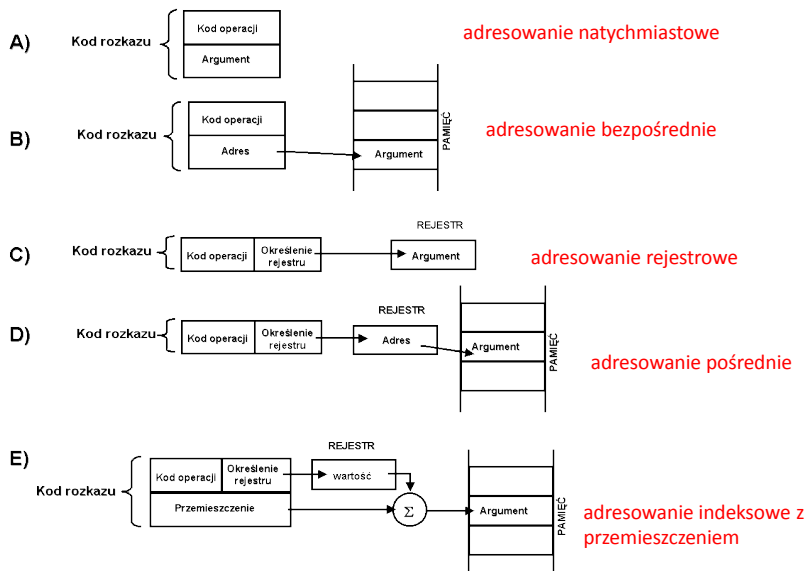 A)
Kod rozkazu
Kod operacji
Argument
adresowanie natychmiastowe
B)
Kod rozkazu
Kod operacji
Adres
Argument
PAMIĘĆ
adresowanie bezpośrednie
C)
Kod rozkazu
Kod operacji
Określenie
rejestru
REJESTR
Argument
adresowanie rejestrowe
D)
Kod rozkazu
Kod operacji
Określenie
rejestru
REJESTR
Adres
Argument
PAMIĘĆ
adresowanie pośrednie
E)
Kod rozkazu
Kod operacji
Określenie
rejestru
Przemieszczenie
REJESTR
wartość
Σ
Argument
PAMIĘĆ
adresowanie indeksowe z
przemieszczeniem